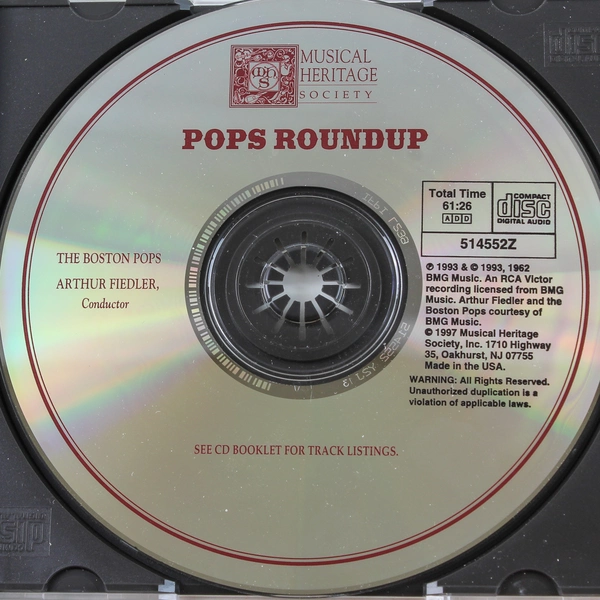 MUSICAL
HERITAGE
SOCIETY
POPS ROUNDUP
THE BOSTON POPS
ARTHUR FIEDLER,
Conductor
Total Time
61:26
ADD
COMPACT
disc
DIGITAL AUDIO
514552Z
℗ 1993 & © 1993, 1962
BMG Music. An RCA Victor
recording licensed from BMG
Music. Arthur Fiedler and the
Boston Pops courtesy of
BMG Music.
© 1997 Musical Heritage
Society, Inc. 1710 Highway
35, Oakhurst, NJ 07755
Made in the USA.
WARNING: All Rights Reserved.
Unauthorized duplication is a
violation of applicable laws.
SEE CD BOOKLET FOR TRACK LISTINGS.